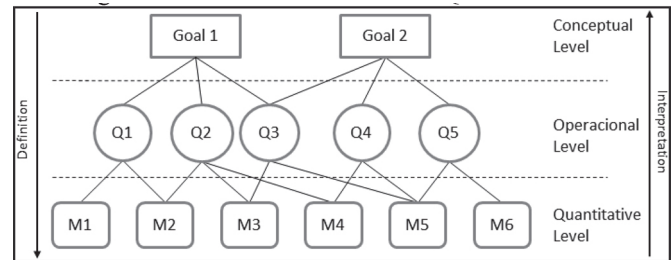 Goal 1
Goal 2
Conceptual
Level
Definition
Q1
Q2
Q3
Q4
Q5
Operacional
Level
Interpretation
M1
M2
M3
M4
M5
M6
Quantitative
Level